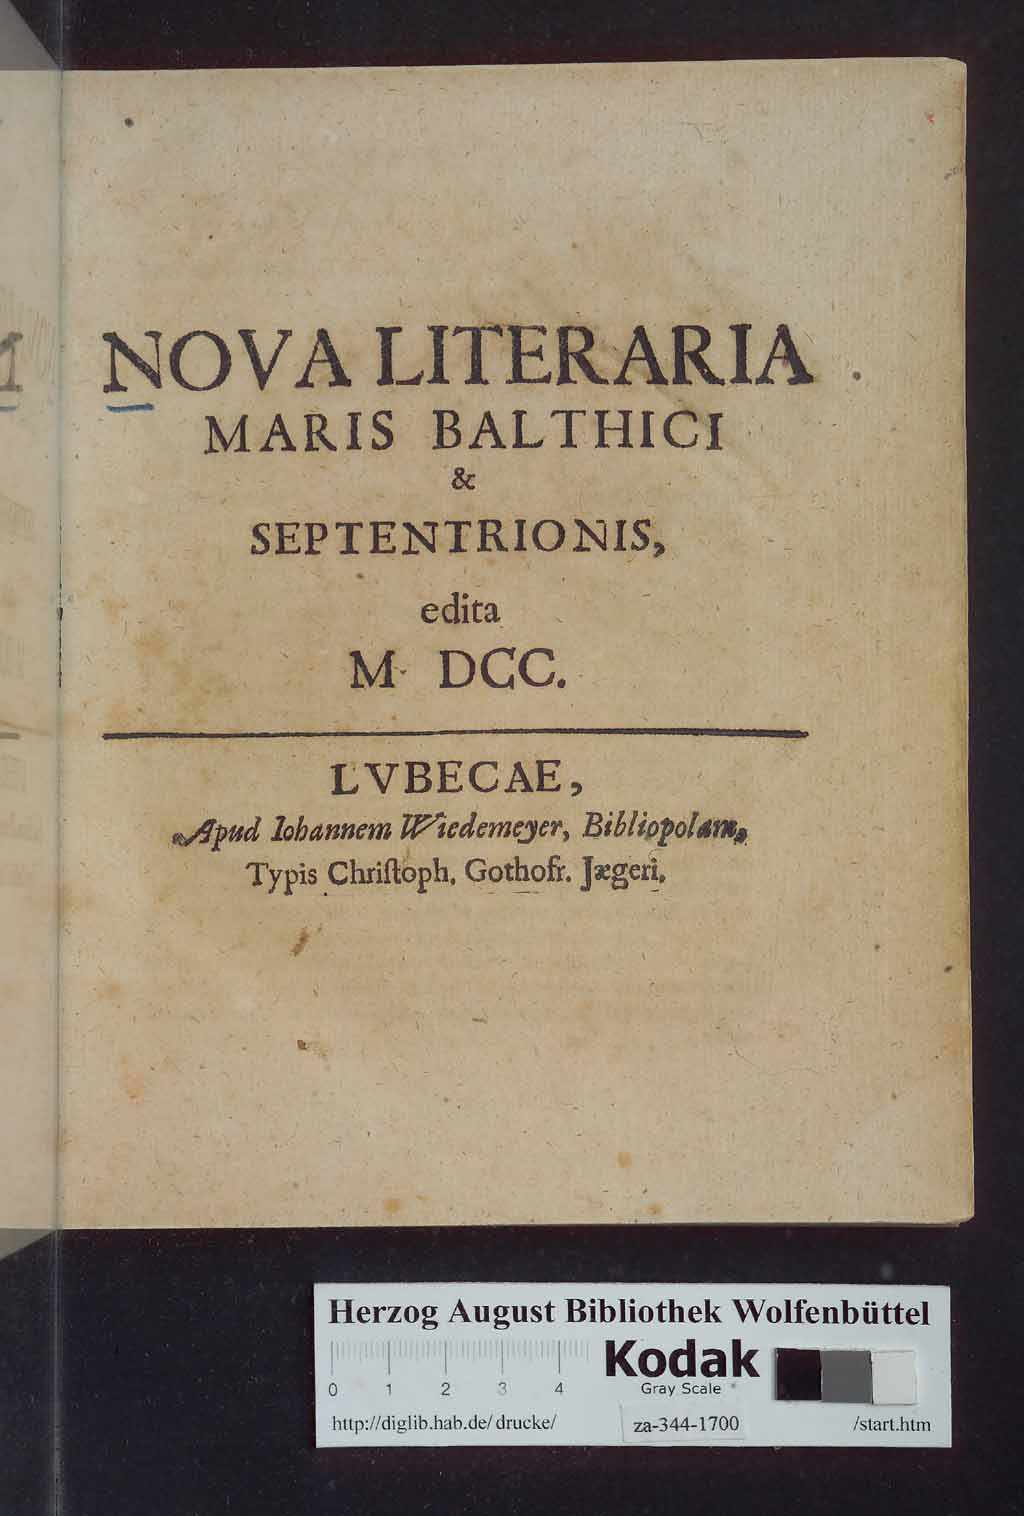 NOVA LITERARIA
MARIS BALTHICI
&
SEPTENTRIONIS,
edita
M DCC.
LVBECAE,
Apud Iohannem Wiedemeyer, Bibliopolam,
Typis Chriſtoph. Gothofr. Jægeri.
Herzog August Bibliothek Wolfenbüttel
Kodak
Gray Scale
0 1 2 3 4
http://diglib.hab.de/drucke/ za-344-1700 /start.htm